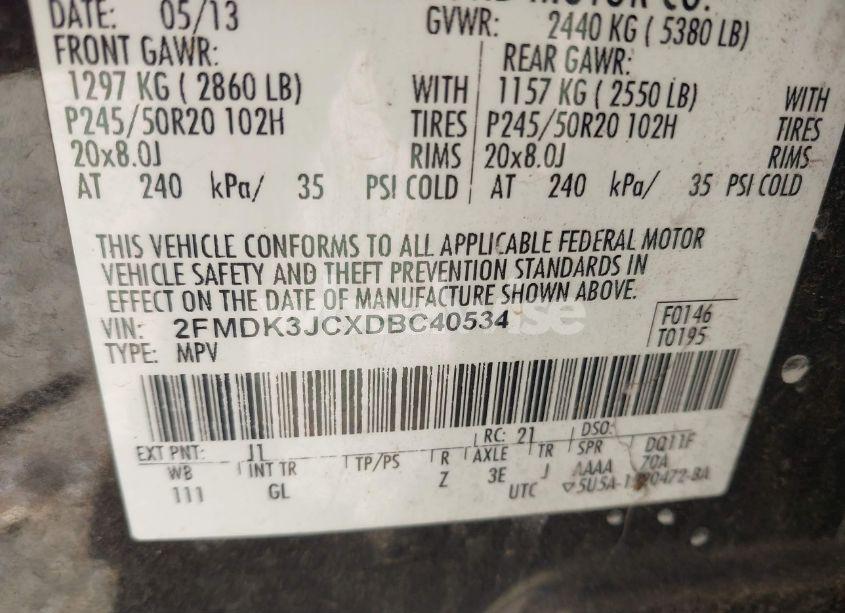 MOTOR CO.
DATE: 05/13 GVWR: 2440 KG ( 5380 LB)
FRONT GAWR: REAR GAWR:
1297 KG ( 2860 LB) WITH 1157 KG ( 2550 LB) WITH
P245/50R20 102H TIRES P245/50R20 102H TIRES
20x8.0J RIMS 20x8.0J RIMS
AT 240 kPa/ 35 PSI COLD AT 240 kPa/ 35 PSI COLD
THIS VEHICLE CONFORMS TO ALL APPLICABLE FEDERAL MOTOR
VEHICLE SAFETY AND THEFT PREVENTION STANDARDS IN
EFFECT ON THE DATE OF MANUFACTURE SHOWN ABOVE.
VIN: 2FMDK3JCXDBC40534 F0146
TYPE: MPV T0195
EXT PNT: J1 RC: 21 DSO:
WB INT TR TP/PS R AXLE TR SPR DQ11F
111 GL Z 3E J AAAA 70A
UTC